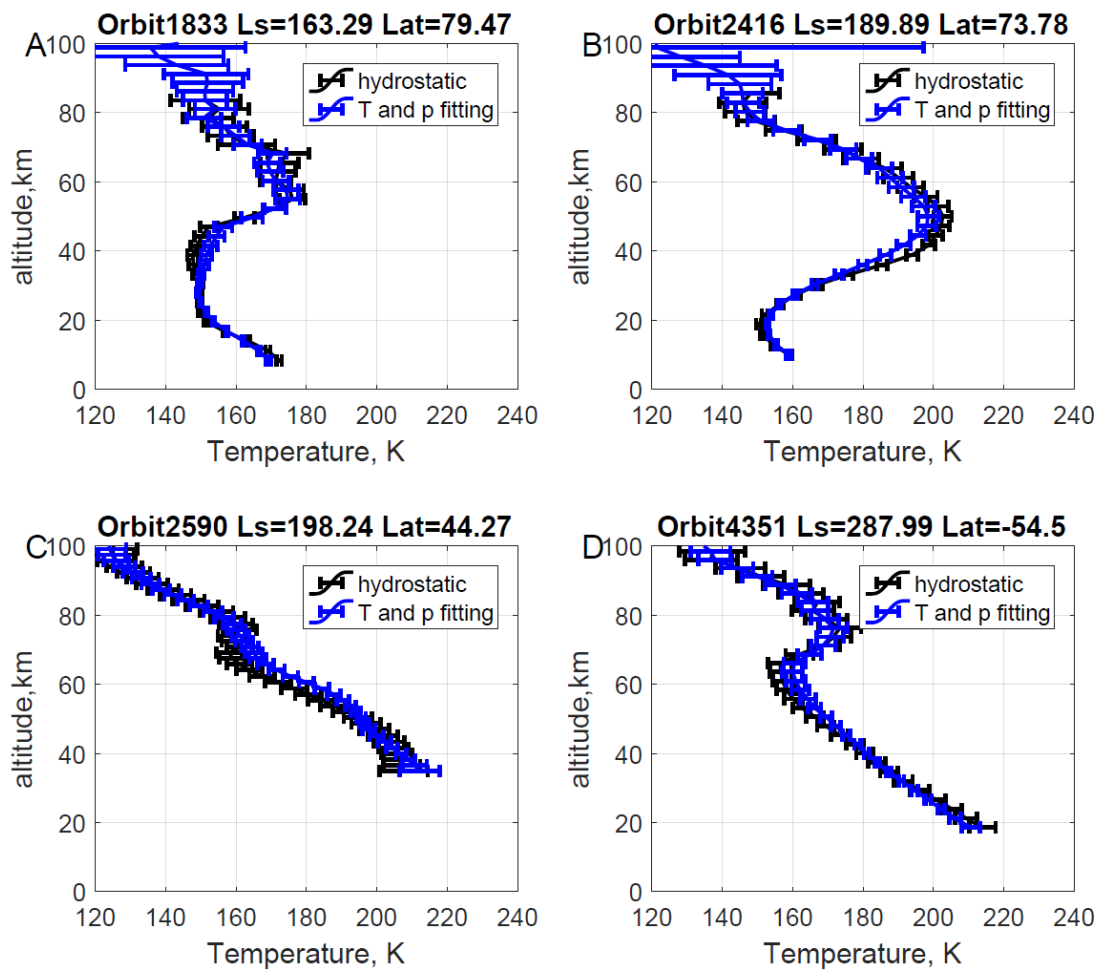 A
Orbit1833 Ls=163.29 Lat=79.47
100
80
60
40
20
0
altitude,km
hydrostatic
T and p fitting
120 140 160 180 200 220 240
Temperature, K
B
Orbit2416 Ls=189.89 Lat=73.78
100
80
60
40
20
0
altitude,km
hydrostatic
T and p fitting
120 140 160 180 200 220 240
Temperature, K
C
Orbit2590 Ls=198.24 Lat=44.27
100
80
60
40
20
0
altitude,km
hydrostatic
T and p fitting
120 140 160 180 200 220 240
Temperature, K
D
Orbit4351 Ls=287.99 Lat=-54.5
100
80
60
40
20
0
altitude,km
hydrostatic
T and p fitting
120 140 160 180 200 220 240
Temperature, K